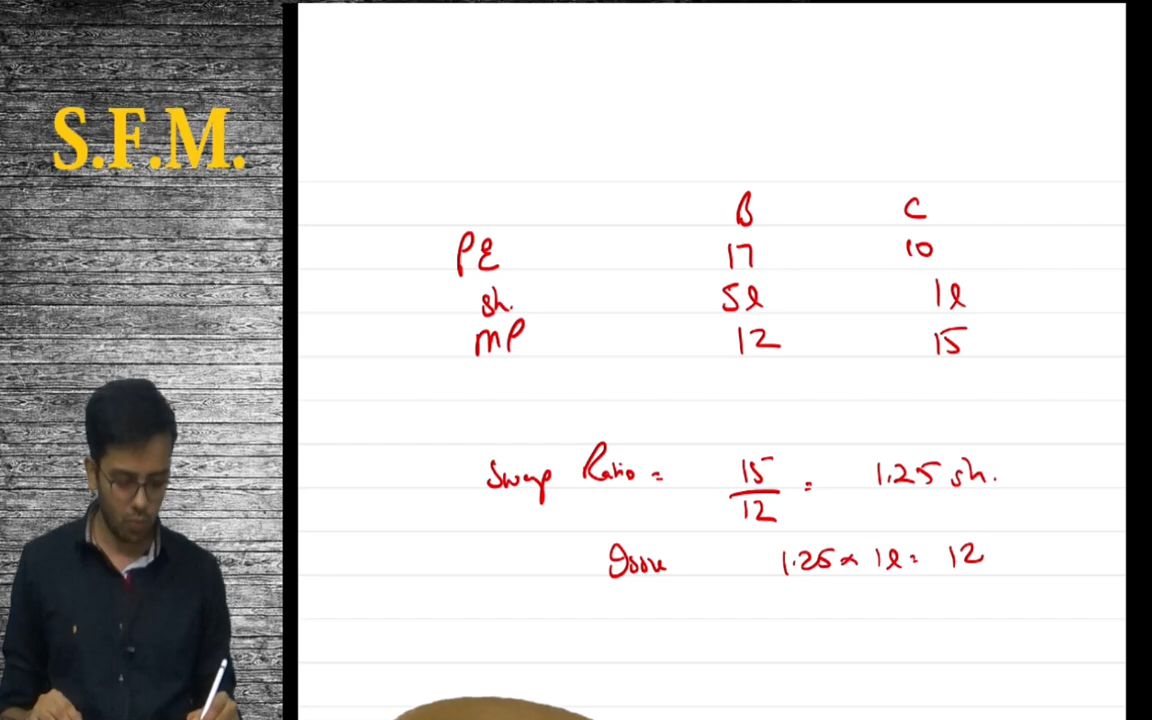 S.F.M.
B C
PE 17 10
sh. 5l 1l
MP 12 15
Swap Ratio = 15/12 = 1.25 sh.
Issue 1.25 x 1l = 12